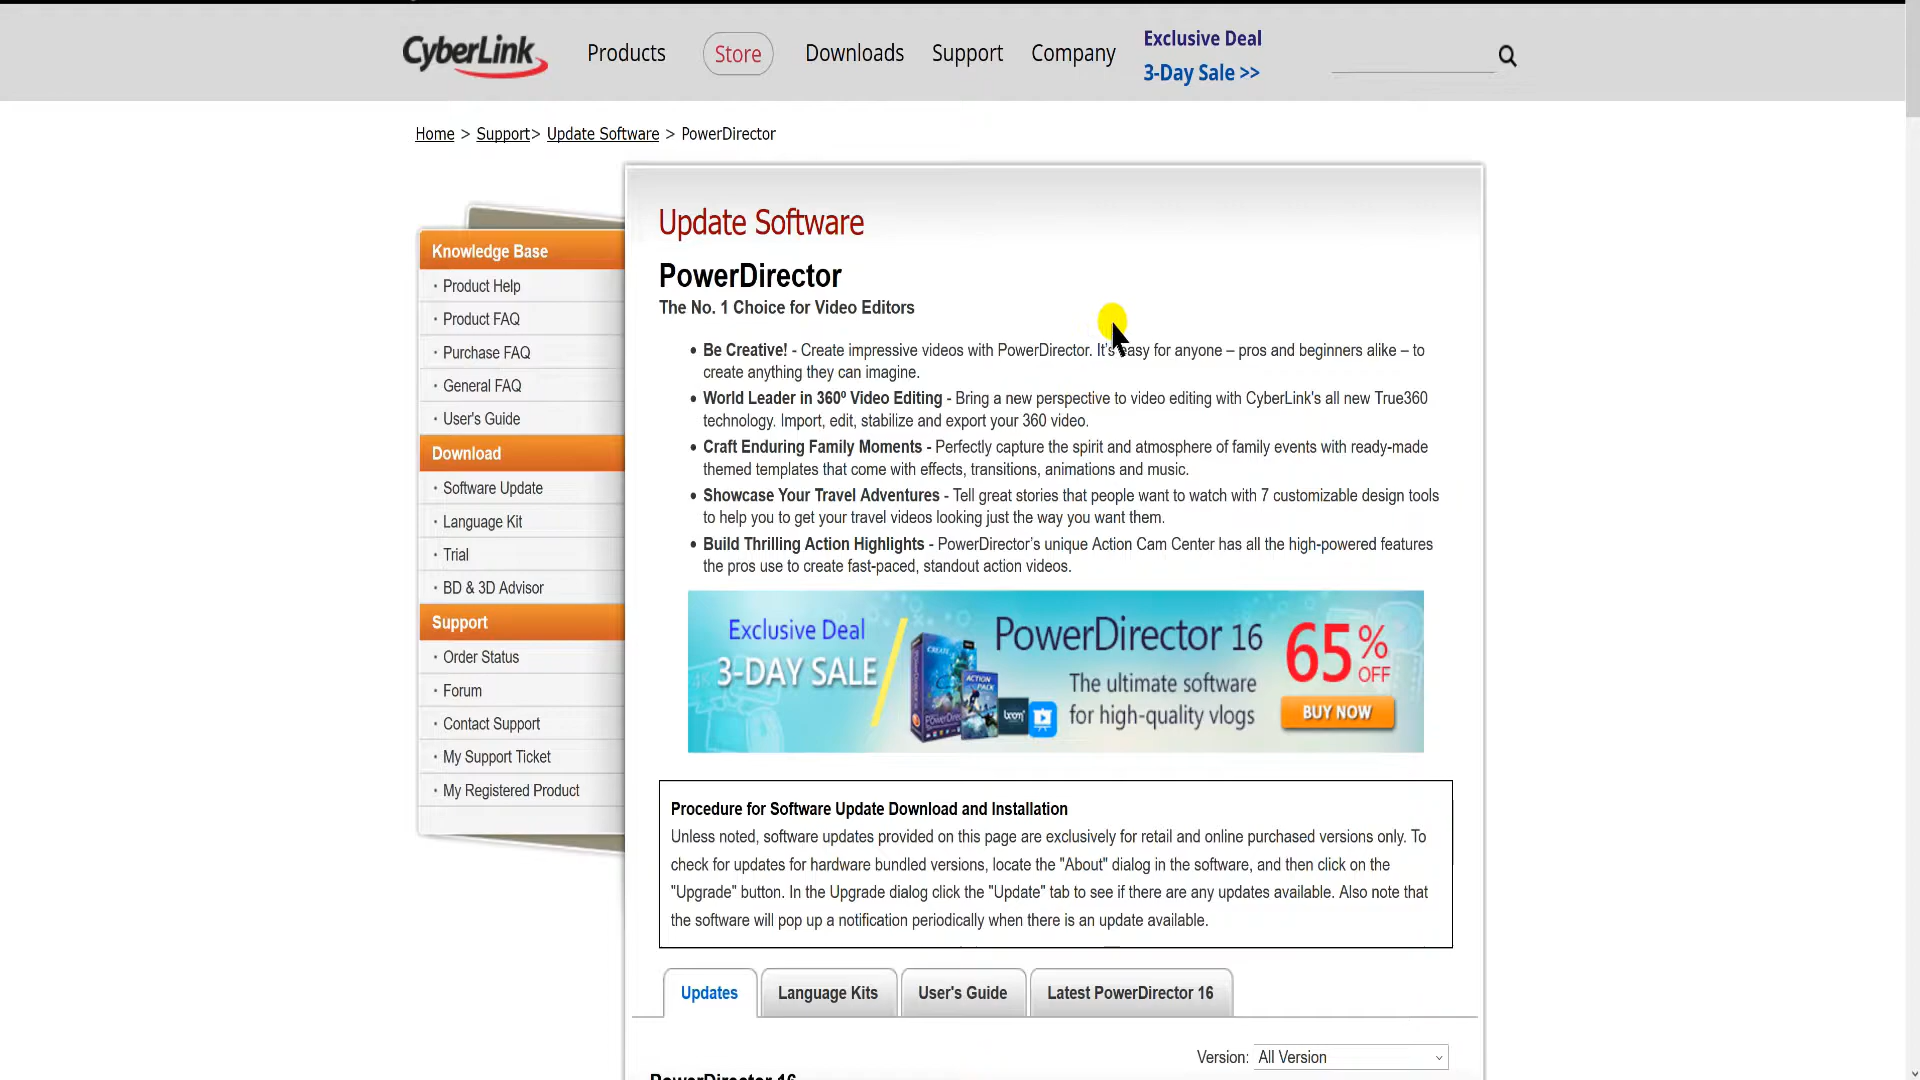 CyberLink Products Store Downloads Support Company
Exclusive Deal
3-Day Sale >>
Home > Support> Update Software > PowerDirector
Update Software
PowerDirector
The No. 1 Choice for Video Editors
• Be Creative! - Create impressive videos with PowerDirector. It's easy for anyone – pros and beginners alike – to
create anything they can imagine.
• World Leader in 360º Video Editing - Bring a new perspective to video editing with CyberLink's all new True360
technology. Import, edit, stabilize and export your 360 video.
• Craft Enduring Family Moments - Perfectly capture the spirit and atmosphere of family events with ready-made
themed templates that come with effects, transitions, animations and music.
• Showcase Your Travel Adventures - Tell great stories that people want to watch with 7 customizable design tools
to help you to get your travel videos looking just the way you want them.
• Build Thrilling Action Highlights - PowerDirector's unique Action Cam Center has all the high-powered features
the pros use to create fast-paced, standout action videos.
Knowledge Base
· Product Help
· Product FAQ
· Purchase FAQ
· General FAQ
· User's Guide
Download
· Software Update
· Language Kit
· Trial
· BD & 3D Advisor
Support
· Order Status
· Forum
· Contact Support
· My Support Ticket
· My Registered Product
Exclusive Deal
3-DAY SALE
CREATE
ACTION
PACK
PowerDirector 16
The ultimate software
for high-quality vlogs
65% OFF
BUY NOW
Procedure for Software Update Download and Installation
Unless noted, software updates provided on this page are exclusively for retail and online purchased versions only. To
check for updates for hardware bundled versions, locate the "About" dialog in the software, and then click on the
"Upgrade" button. In the Upgrade dialog click the "Update" tab to see if there are any updates available. Also note that
the software will pop up a notification periodically when there is an update available.
Updates Language Kits User's Guide Latest PowerDirector 16
Version: All Version
PowerDirector 16